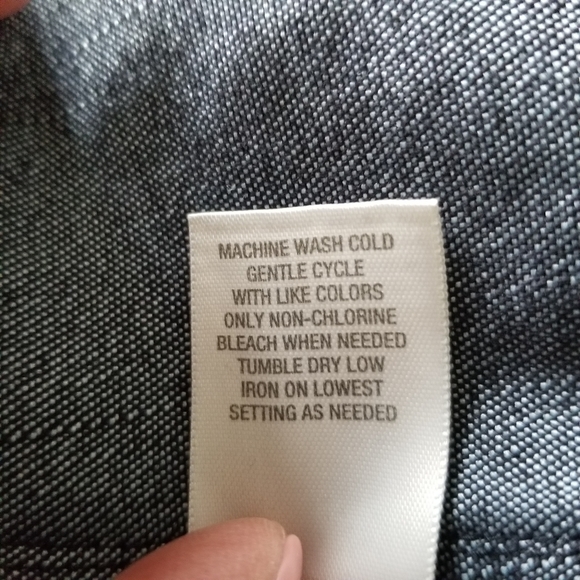 MACHINE WASH COLD
GENTLE CYCLE
WITH LIKE COLORS
ONLY NON-CHLORINE
BLEACH WHEN NEEDED
TUMBLE DRY LOW
IRON ON LOWEST
SETTING AS NEEDED